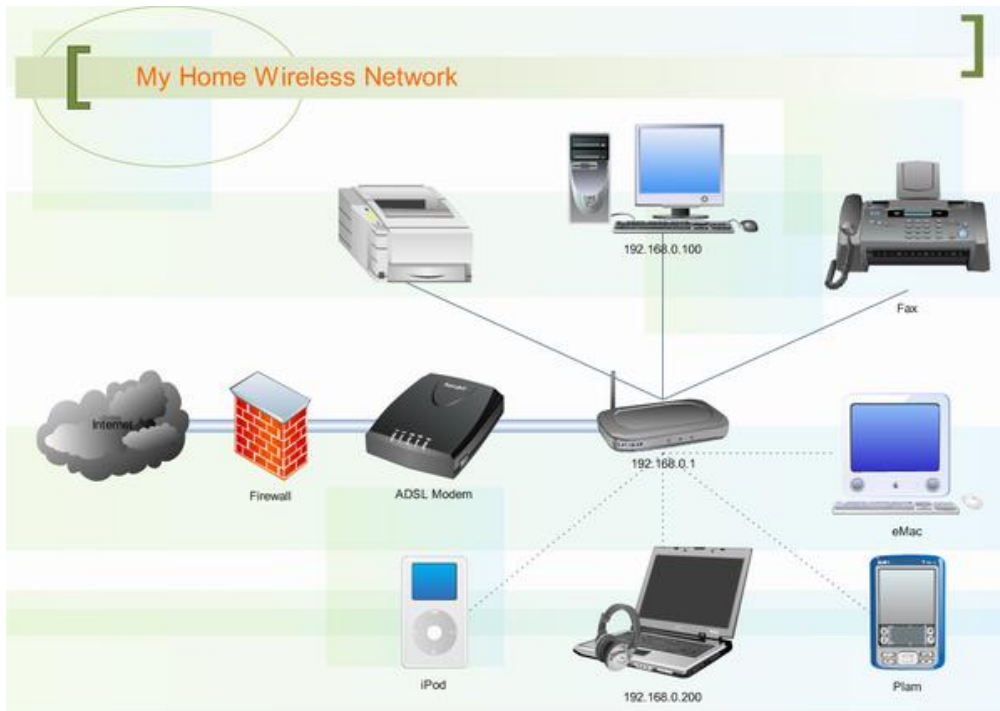 My Home Wireless Network
192.168.0.100
Fax
Internet
192.168.0.1
Firewall
ADSL Modem
eMac
iPod
192.168.0.200
Plam